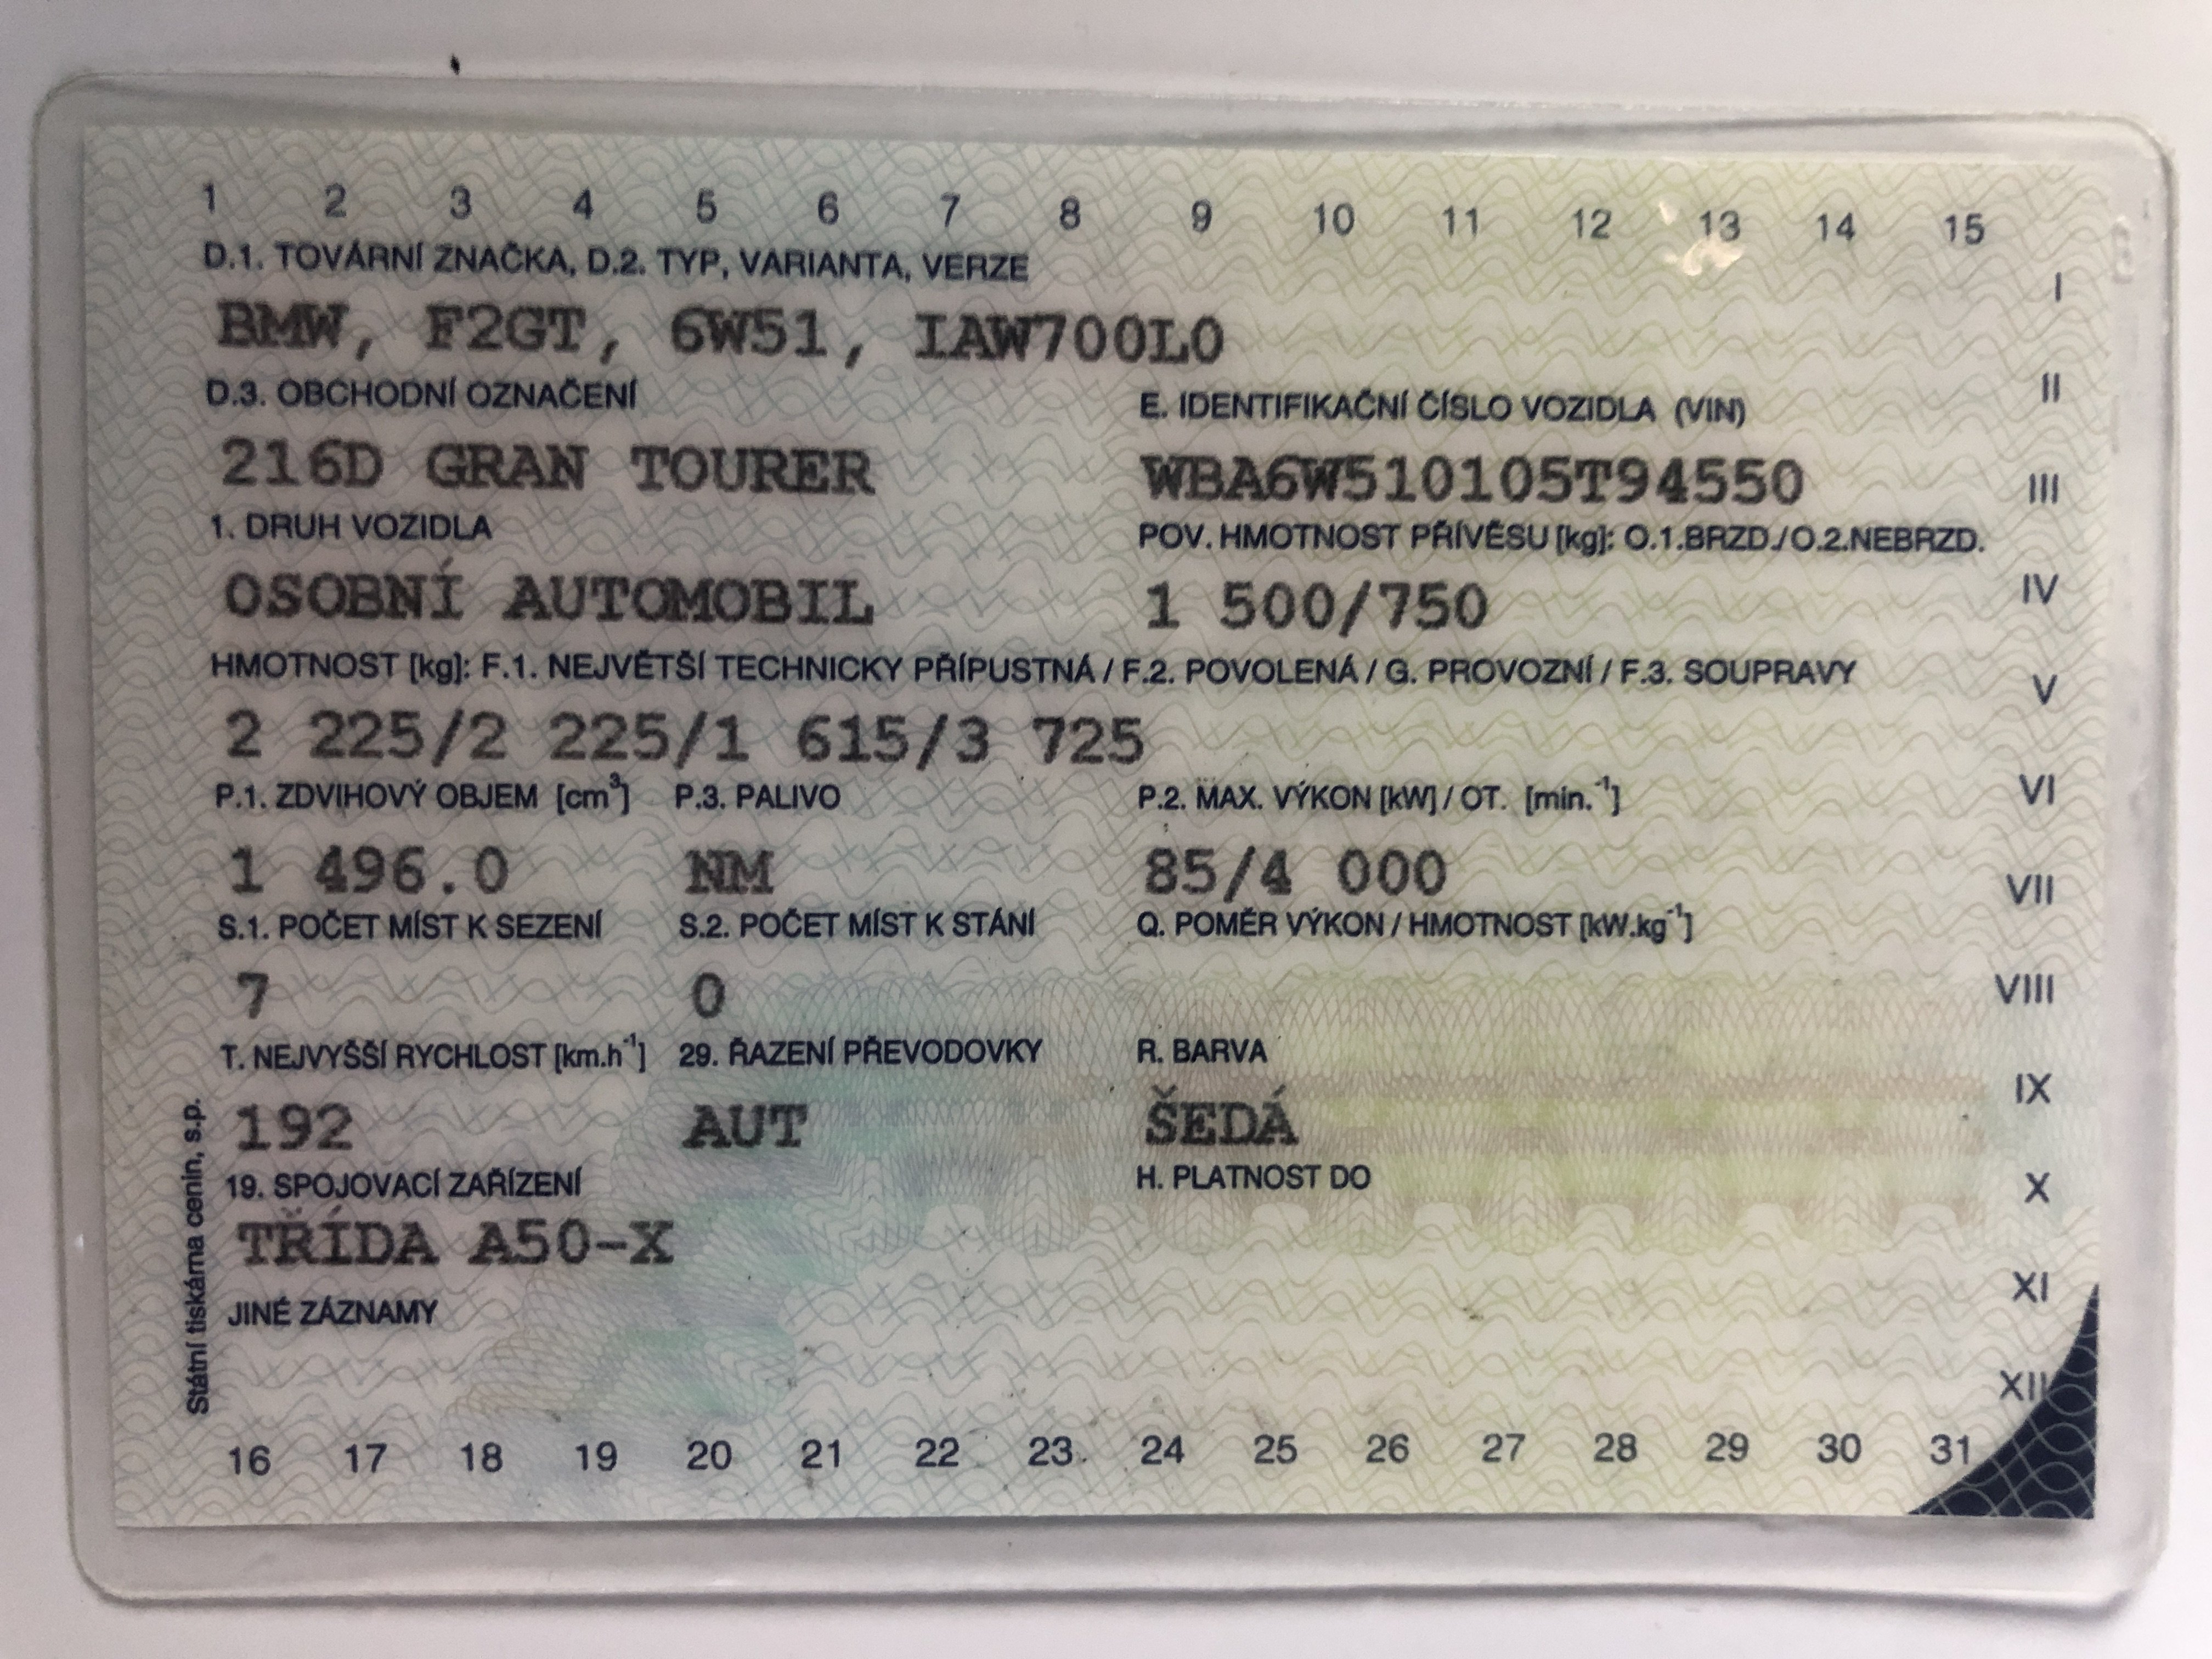 1 2 3 4 5 6 7 8 9 10 11 12 13 14 15
D.1. TOVÁRNÍ ZNAČKA, D.2. TYP, VARIANTA, VERZE
I
BMW, F2GT, 6W51, IAW700L0
D.3. OBCHODNÍ OZNAČENÍ E. IDENTIFIKAČNÍ ČÍSLO VOZIDLA (VIN)
II
216D GRAN TOURER WBA6W510105T94550
III
1. DRUH VOZIDLA POV. HMOTNOST PŘÍVĚSU [kg]: O.1.BRZD./O.2.NEBRZD.
OSOBNÍ AUTOMOBIL 1 500/750
IV
HMOTNOST [kg]: F.1. NEJVĚTŠÍ TECHNICKY PŘÍPUSTNÁ / F.2. POVOLENÁ / G. PROVOZNÍ / F.3. SOUPRAVY
V
2 225/2 225/1 615/3 725
P.1. ZDVIHOVÝ OBJEM [cm³] P.3. PALIVO P.2. MAX. VÝKON [kW] / OT. [min.⁻¹]
VI
1 496.0 NM 85/4 000
VII
S.1. POČET MÍST K SEZENÍ S.2. POČET MÍST K STÁNÍ Q. POMĚR VÝKON / HMOTNOST [kW.kg⁻¹]
7 0
VIII
T. NEJVYŠŠÍ RYCHLOST [km.h⁻¹] 29. ŘAZENÍ PŘEVODOVKY R. BARVA
IX
192 AUT ŠEDÁ
19. SPOJOVACÍ ZAŘÍZENÍ H. PLATNOST DO
X
TŘÍDA A50-X
XI
JINÉ ZÁZNAMY
XII
16 17 18 19 20 21 22 23 24 25 26 27 28 29 30 31
Státní tiskárna cenin, s.p.